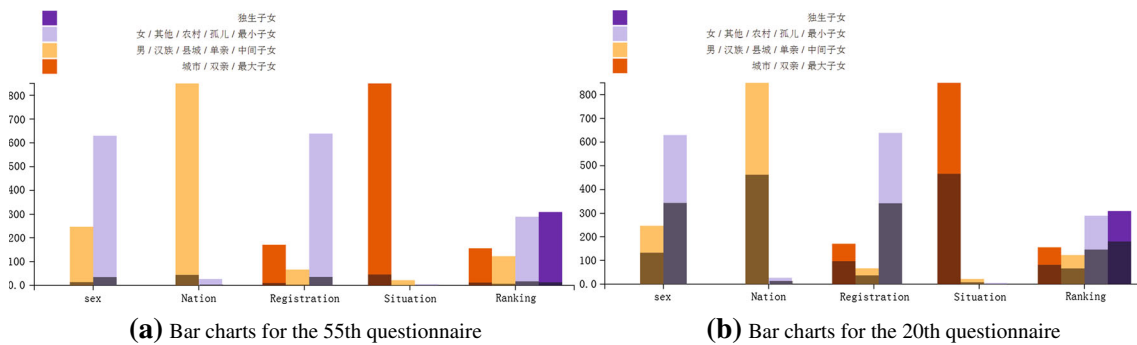 独生子女
女 / 其他 / 农村 / 孤儿 / 最小子女
男 / 汉族 / 县城 / 单亲 / 中间子女
城市 / 双亲 / 最大子女
800
700
600
500
400
300
200
100
0.0
sex Nation Registration Situation Ranking
(a) Bar charts for the 55th questionnaire
独生子女
女 / 其他 / 农村 / 孤儿 / 最小子女
男 / 汉族 / 县城 / 单亲 / 中间子女
城市 / 双亲 / 最大子女
800
700
600
500
400
300
200
100
0.0
sex Nation Registration Situation Ranking
(b) Bar charts for the 20th questionnaire